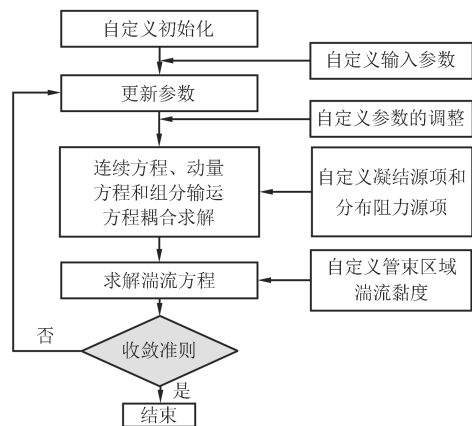 自定义初始化
自定义输入参数
更新参数
自定义参数的调整
连续方程、动量
方程和组分输运
方程耦合求解
自定义凝结源项和
分布阻力源项
求解湍流方程
自定义管束区域
湍流黏度
否
收敛准则
是
结束